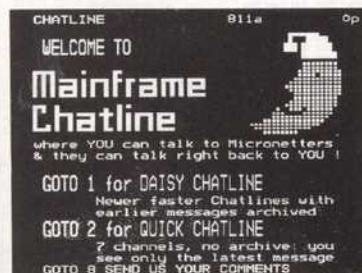 CHATLINE 811a 0p
WELCOME TO
Mainframe
Chatline
where YOU can talk to Micronetters
& they can talk right back to YOU !
GOTO 1 for DAISY CHATLINE
Newer faster Chatlines with
earlier messages archived
GOTO 2 for QUICK CHATLINE
7 channels, no archive: you
see only the latest message
GOTO 8 SEND US YOUR COMMENTS